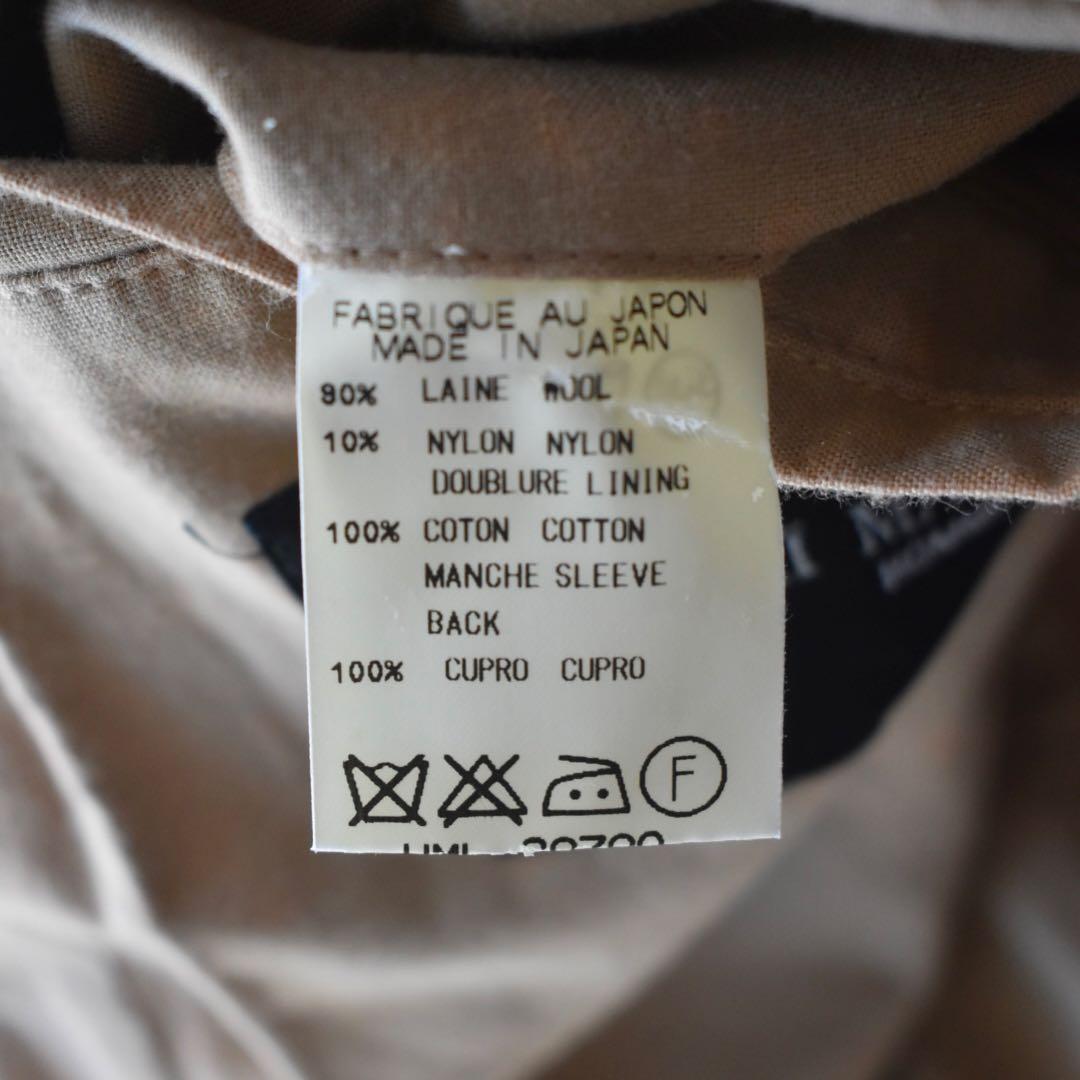 FABRIQUE AU JAPON
MADE IN JAPAN
90% LAINE WOOL
10% NYLON NYLON
DOUBLURE LINING
100% COTON COTTON
MANCHE SLEEVE
BACK
100% CUPRO CUPRO
F